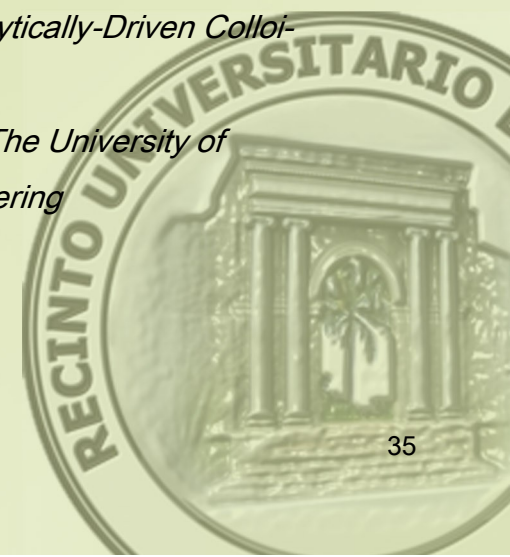 ytically-Driven Colloi-
The University of
ering
RECINTO UNIVERSITARIO
35